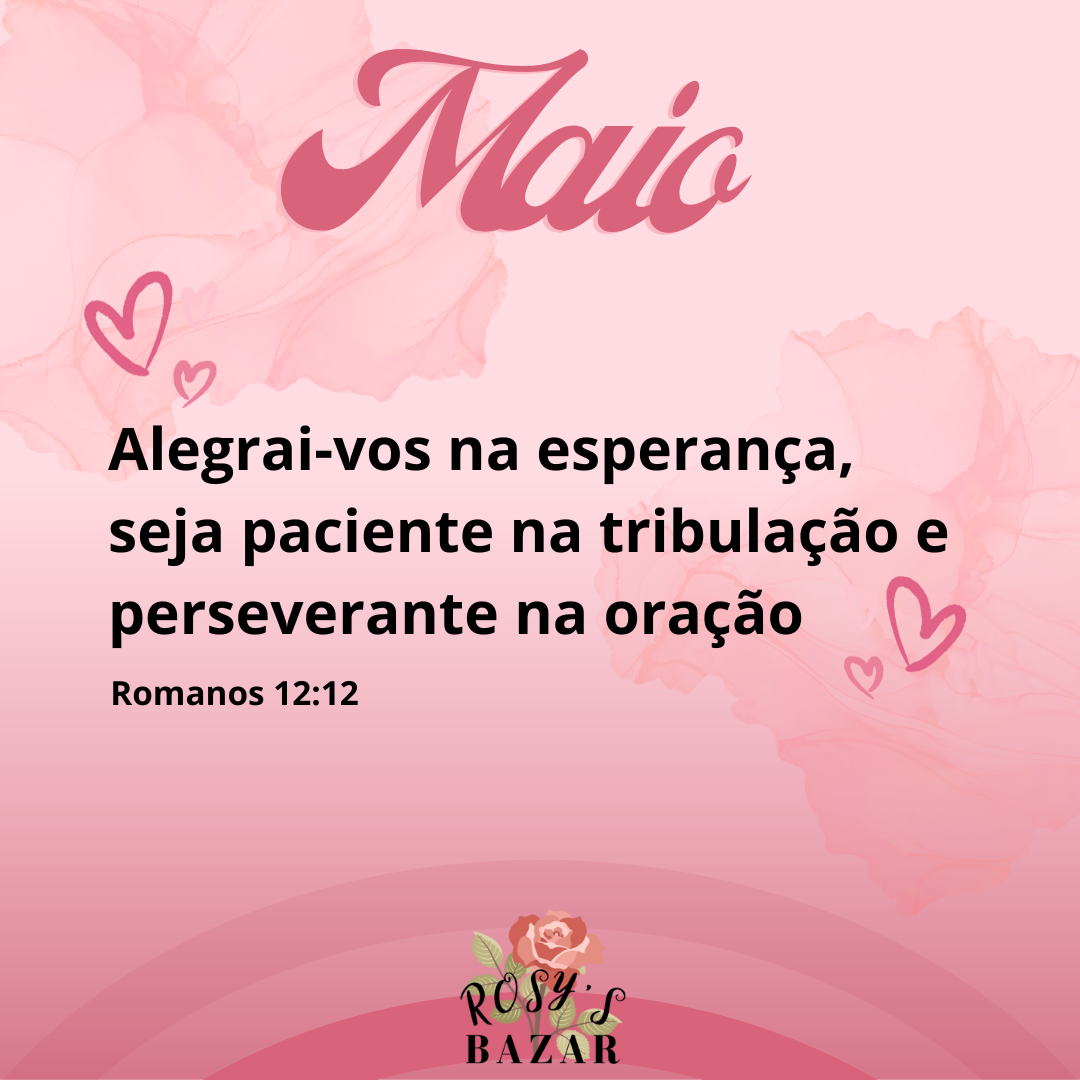 Maio
Alegrai-vos na esperança,
seja paciente na tribulação e
perseverante na oração
Romanos 12:12
ROSY'S
BAZAR